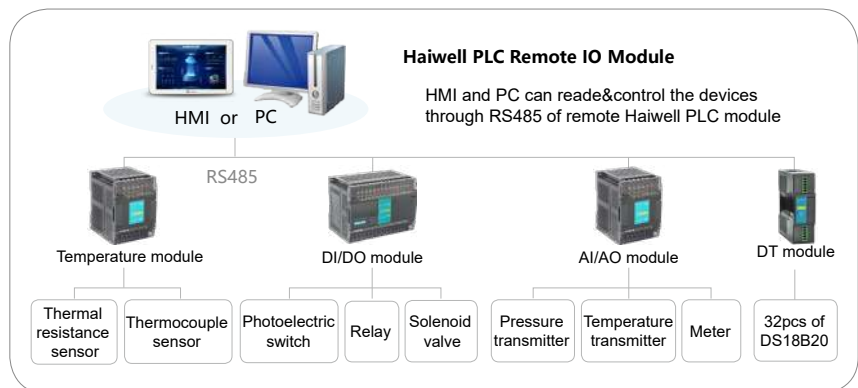 Haiwell PLC Remote IO Module
HMI and PC can reade&control the devices
through RS485 of remote Haiwell PLC module
HMI or PC
RS485
Temperature module
DI/DO module
AI/AO module
DT module
Thermal
resistance
sensor
Thermocouple
sensor
Photoelectric
switch
Relay
Solenoid
valve
Pressure
transmitter
Temperature
transmitter
Meter
32pcs of
DS18B20